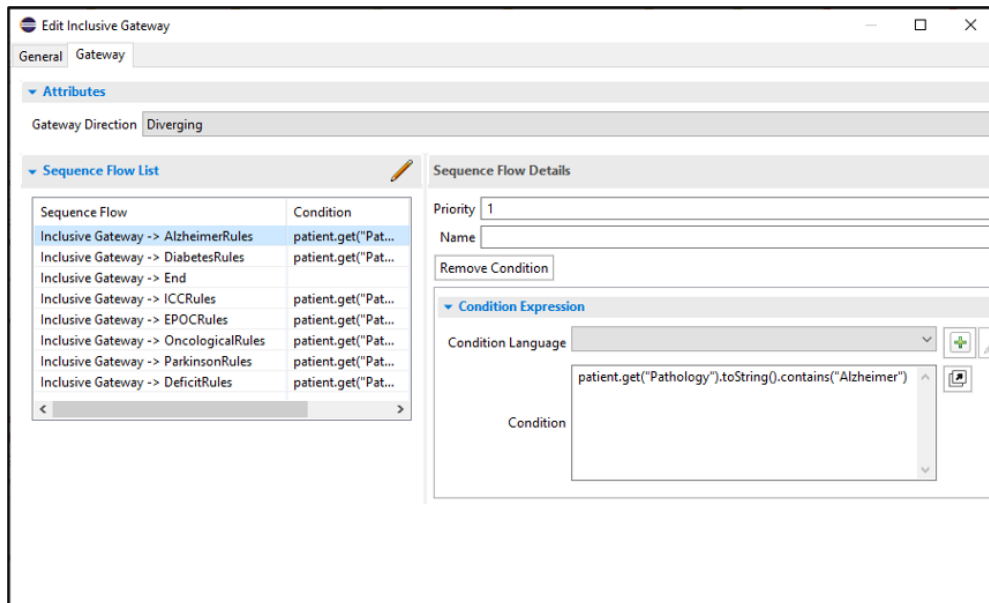 Edit Inclusive Gateway
General Gateway
Attributes
Gateway Direction Diverging
Sequence Flow List
Sequence Flow Condition
Inclusive Gateway -> AlzheimerRules patient.get("Pat...
Inclusive Gateway -> DiabetesRules patient.get("Pat...
Inclusive Gateway -> End
Inclusive Gateway -> ICCRules patient.get("Pat...
Inclusive Gateway -> EPOCRules patient.get("Pat...
Inclusive Gateway -> OncologicalRules patient.get("Pat...
Inclusive Gateway -> ParkinsonRules patient.get("Pat...
Inclusive Gateway -> DeficitRules patient.get("Pat...
Sequence Flow Details
Priority 1
Name
Remove Condition
Condition Expression
Condition Language
Condition patient.get("Pathology").toString().contains("Alzheimer")